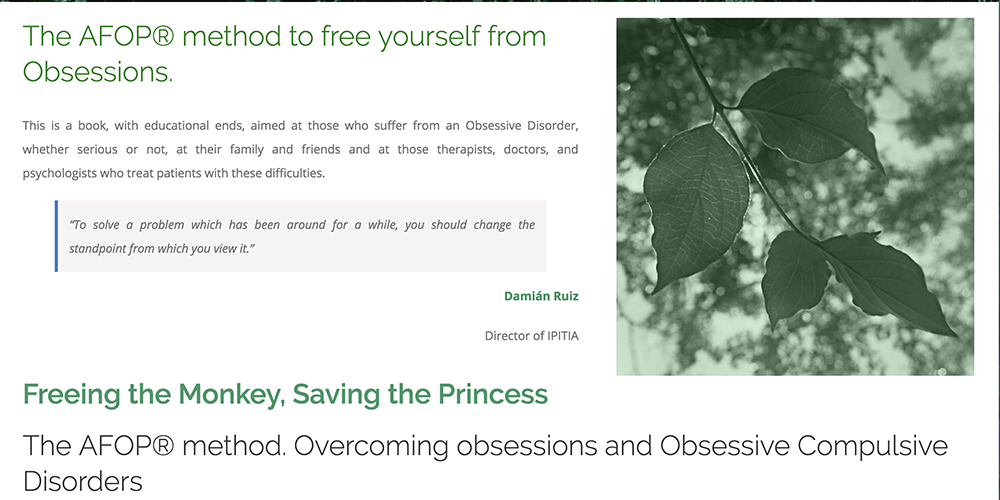 The AFOP® method to free yourself from
Obsessions.
This is a book, with educational ends, aimed at those who suffer from an Obsessive Disorder,
whether serious or not, at their family and friends and at those therapists, doctors, and
psychologists who treat patients with these difficulties.
“To solve a problem which has been around for a while, you should change the
standpoint from which you view it.”
Damián Ruiz
Director of IPITIA
Freeing the Monkey, Saving the Princess
The AFOP® method. Overcoming obsessions and Obsessive Compulsive
Disorders